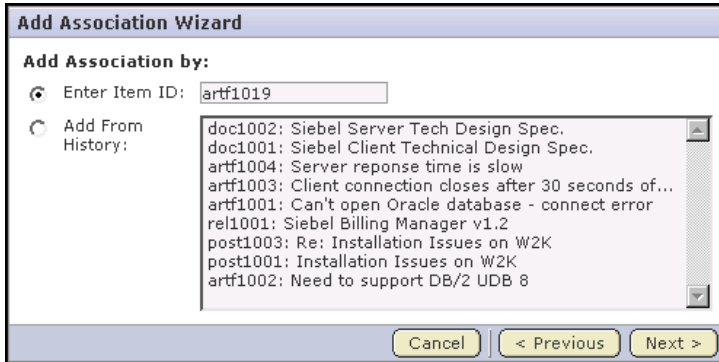 Add Association Wizard
Add Association by:
Enter Item ID: artf1019
Add From
History:
doc1002: Siebel Server Tech Design Spec.
doc1001: Siebel Client Technical Design Spec.
artf1004: Server reponse time is slow
artf1003: Client connection closes after 30 seconds of...
artf1001: Can't open Oracle database - connect error
rel1001: Siebel Billing Manager v1.2
post1003: Re: Installation Issues on W2K
post1001: Installation Issues on W2K
artf1002: Need to support DB/2 UDB 8
Cancel < Previous Next >